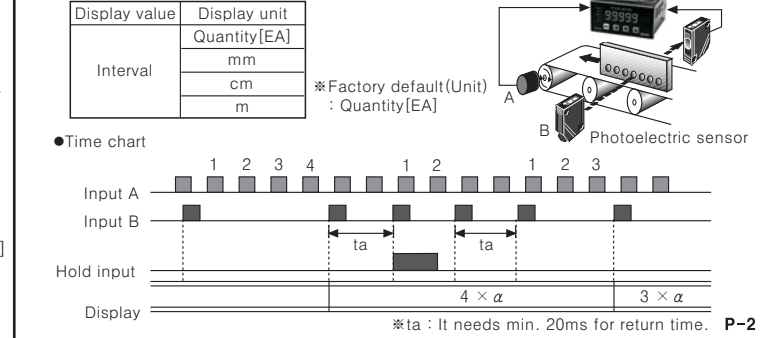 Display value Display unit
Interval
Quantity[EA]
mm
cm
m
※Factory default(Unit)
: Quantity[EA]
99999
A
B
Photoelectric sensor
●Time chart
1 2 3 4 1 2 1 2 3
Input A
Input B
ta ta
Hold input
Display
4 × α 3 × α
※ta : It needs min. 20ms for return time. P-2
]